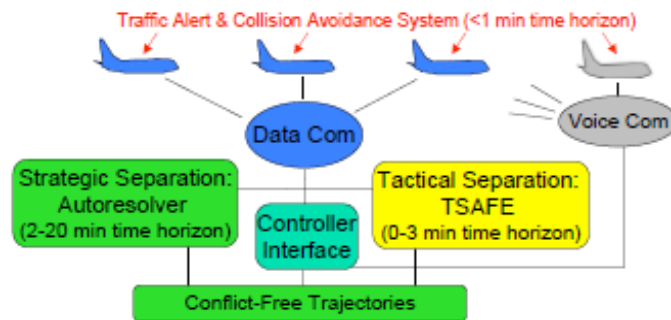 Traffic Alert & Collision Avoidance System (<1 min time horizon)
Data Com
Voice Com
Strategic Separation:
Autoresolver
(2-20 min time horizon)
Controller
Interface
Tactical Separation:
TSAFE
(0-3 min time horizon)
Conflict-Free Trajectories